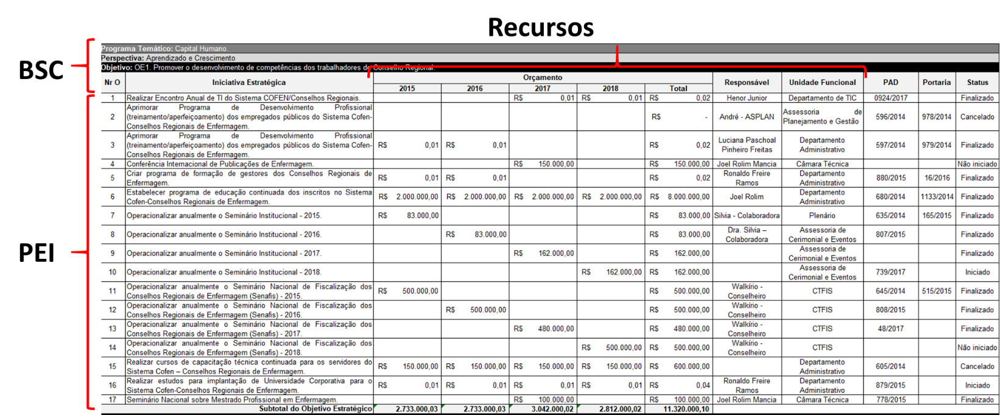 Recursos
BSC
PEI
Programa Temático: Capital Humano.
Perspectiva: Aprendizado e Crescimento
Objetivo: OE1. Promover o desenvolvimento de competências dos trabalhadores do Conselho Regional.
Nr O Iniciativa Estratégica Orçamento Responsável Unidade Funcional PAD Portaria Status
2015 2016 2017 2018 Total
1 Realizar Encontro Anual de TI do Sistema COFEN/Conselhos Regionais. R$ 0,01 R$ 0,01 R$ 0,02 Henor Junior Departamento de TIC 0924/2017 Finalizado
Aprimorar Programa de Desenvolvimento Profissional
2 (treinamento/aperfeiçoamento) dos empregados públicos do Sistema Cofen- R$ - André - ASPLAN Assessoria de Planejamento e Gestão 596/2014 978/2014 Cancelado
Conselhos Regionais de Enfermagem.
Aprimorar Programa de Desenvolvimento Profissional
3 (treinamento/aperfeiçoamento) dos empregados públicos do Sistema Cofen- R$ 0,01 R$ 0,01 R$ 0,02 Luciana Paschoal Pinheiro Freitas Departamento Administrativo 597/2014 979/2014 Finalizado
Conselhos Regionais de Enfermagem.
4 Conferência Internacional de Publicações de Enfermagem. R$ 150.000,00 R$ 150.000,00 Joel Rolim Mancia Câmara Técnica Não iniciado
5 Criar programa de formação de gestores dos Conselhos Regionais de R$ 0,01 R$ 0,01 R$ 0,02 Ronaldo Freire Departamento 880/2015 16/2016 Finalizado
Enfermagem. Ramos Administrativo
6 Estabelecer programa de educação continuada dos inscritos no Sistema R$ 2.000.000,00 R$ 2.000.000,00 R$ 2.000.000,00 R$ 2.000.000,00 R$ 8.000.000,00 Joel Rolim Departamento 680/2014 1133/2014 Finalizado
Cofen-Conselhos Regionais de Enfermagem. Administrativo
7 Operacionalizar anualmente o Seminário Institucional - 2015. R$ 83.000,00 R$ 83.000,00 Silvia - Colaboradora Plenário 635/2014 165/2015 Finalizado
8 Operacionalizar anualmente o Seminário Institucional - 2016. R$ 83.000,00 R$ 83.000,00 Dra. Silvia – Assessoria de 807/2015 Finalizado
Colaboradora Cerimonial e Eventos
9 Operacionalizar anualmente o Seminário Institucional - 2017. R$ 162.000,00 R$ 162.000,00 Assessoria de Finalizado
Cerimonial e Eventos
10 Operacionalizar anualmente o Seminário Institucional - 2018. R$ 162.000,00 R$ 162.000,00 Assessoria de 739/2017 Iniciado
Cerimonial e Eventos
11 Operacionalizar anualmente o Seminário Nacional de Fiscalização dos R$ 500.000,00 R$ 500.000,00 Walkírio - CTFIS 645/2014 515/2015 Finalizado
Conselhos Regionais de Enfermagem (Senafis) - 2015. Conselheiro
12 Operacionalizar anualmente o Seminário Nacional de Fiscalização dos R$ 500.000,00 R$ 500.000,00 Walkírio - CTFIS 808/2015 Finalizado
Conselhos Regionais de Enfermagem (Senafis) - 2016. Conselheiro
13 Operacionalizar anualmente o Seminário Nacional de Fiscalização dos R$ 480.000,00 R$ 480.000,00 Walkírio - CTFIS 48/2017 Finalizado
Conselhos Regionais de Enfermagem (Senafis) - 2017. Conselheiro
14 Operacionalizar anualmente o Seminário Nacional de Fiscalização dos R$ 500.000,00 R$ 500.000,00 Walkírio - CTFIS Não iniciado
Conselhos Regionais de Enfermagem (Senafis) - 2018. Conselheiro
15 Realizar cursos de capacitação técnica continuada para os servidores do R$ 150.000,00 R$ 150.000,00 R$ 150.000,00 R$ 150.000,00 R$ 600.000,00 Departamento 605/2014 Cancelado
Sistema Cofen – Conselhos Regionais de Enfermagem. Administrativo
16 Realizar estudos para implantação de Universidade Corporativa para o R$ 0,01 R$ 0,01 R$ 0,01 R$ 0,01 R$ 0,04 Ronaldo Freire Departamento 879/2015 Iniciado
Sistema Cofen-Conselhos Regionais de Enfermagem. Ramos Administrativo
17 Seminário Nacional sobre Mestrado Profissional em Enfermagem. R$ 100.000,00 R$ 100.000,00 Joel Rolim Mancia Câmara Técnica 778/2015 Finalizado
Subtotal do Objetivo Estratégico 2.733.000,03 2.733.000,03 3.042.000,02 2.812.000,02 11.320.000,10